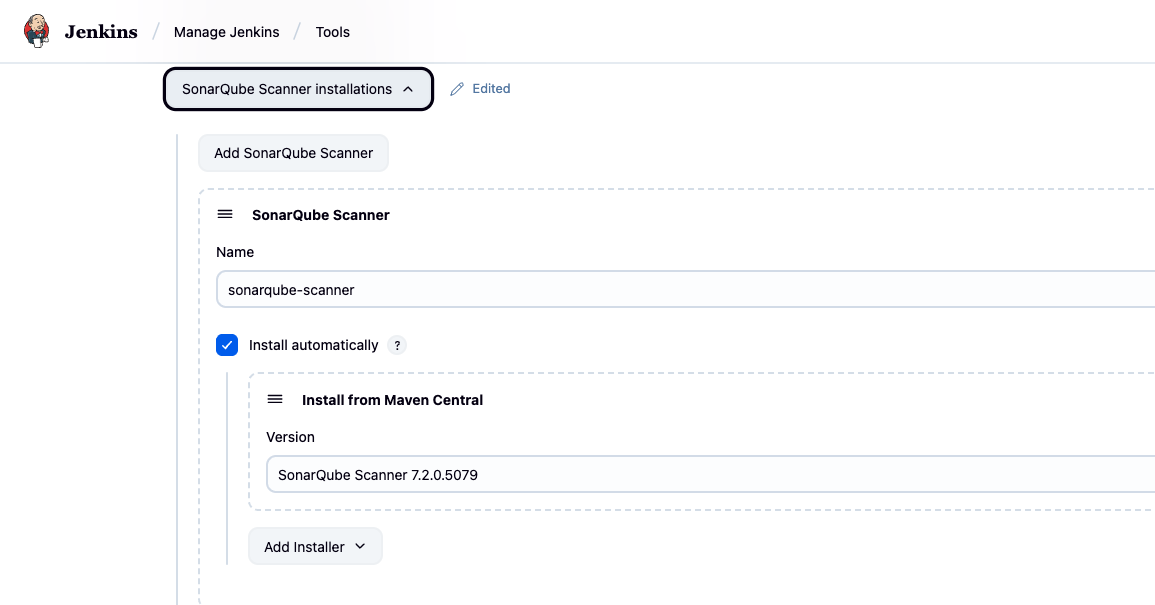 Jenkins / Manage Jenkins / Tools
SonarQube Scanner installations Edited
Add SonarQube Scanner
SonarQube Scanner
Name
sonarqube-scanner
Install automatically ?
Install from Maven Central
Version
SonarQube Scanner 7.2.0.5079
Add Installer